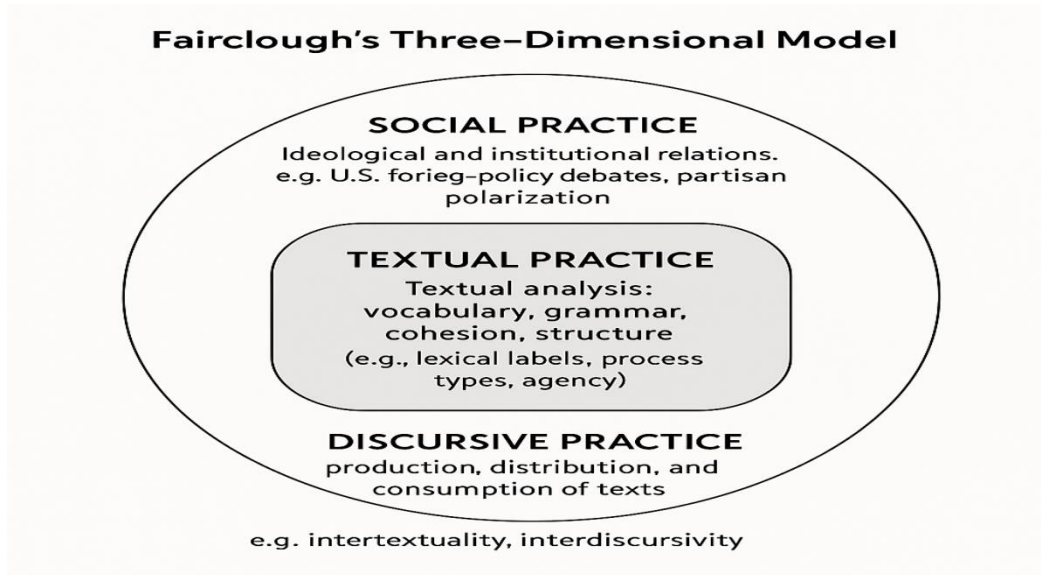 Fairclough's Three–Dimensional Model
SOCIAL PRACTICE
Ideological and institutional relations.
e.g. U.S. forieg–policy debates, partisan
polarization
TEXTUAL PRACTICE
Textual analysis:
vocabulary, grammar,
cohesion, structure
(e.g., lexical labels, process
types, agency)
DISCURSIVE PRACTICE
production, distribution, and
consumption of texts
e.g. intertextuality, interdiscursivity